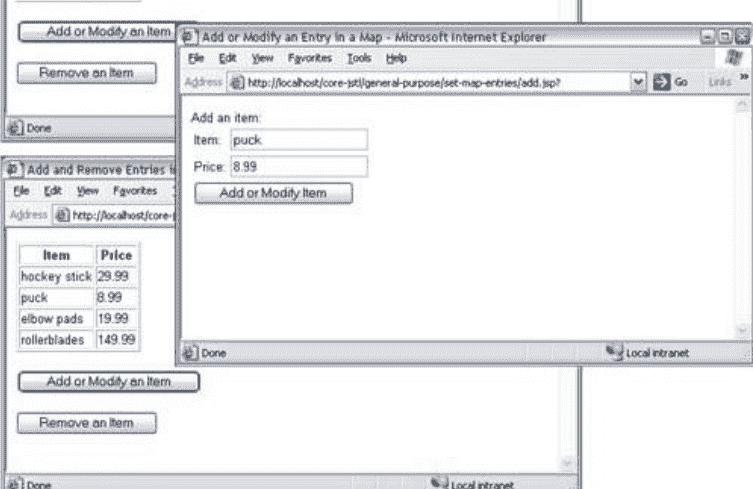 Add or Modify an Item
Remove an Item
Done
Add or Modify an Entry in a Map - Microsoft Internet Explorer
File Edit View Favorites Tools Help
Address http://localhost/core-jstl/general-purpose/set-map-entries/add.jsp? Go Links »
Add an item:
Item: puck
Price: 8.99
Add or Modify Item
Done Local intranet
Add and Remove Entries
File Edit View Favorites
Address http://localhost/core-j
Item Price
hockey stick 29.99
puck 8.99
elbow pads 19.99
rollerblades 149.99
Add or Modify an Item
Remove an Item
Done Local intranet